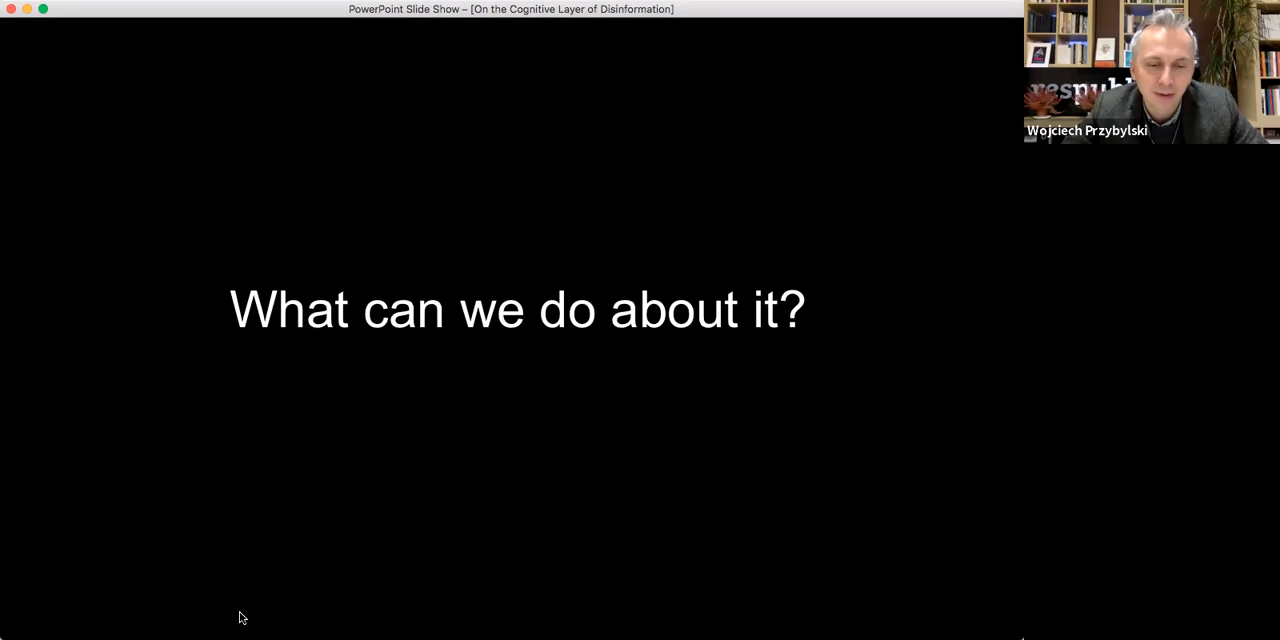 PowerPoint Slide Show – [On the Cognitive Layer of Disinformation]
Wojciech Przybylski
What can we do about it?